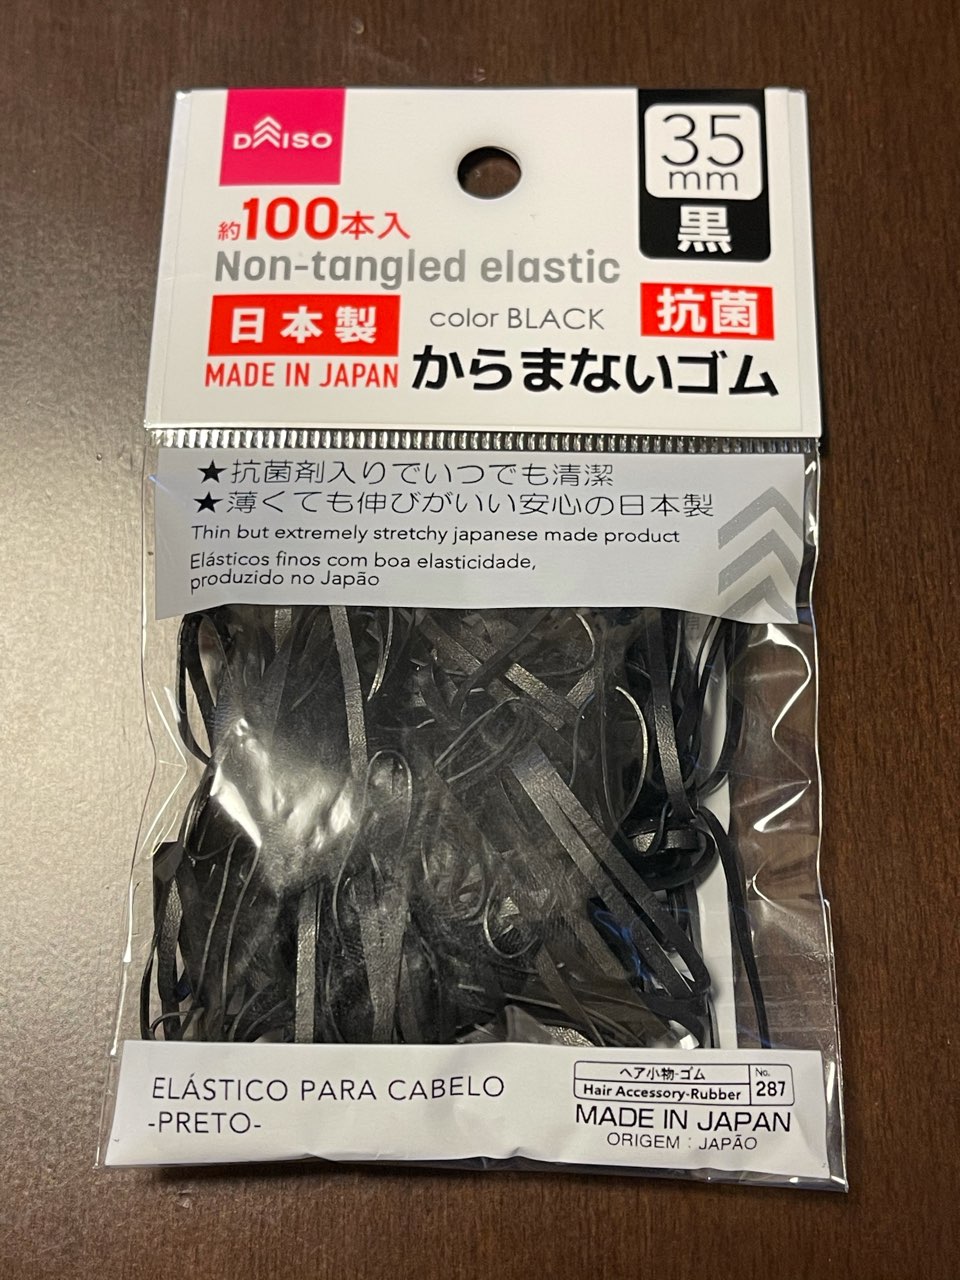 DAISO
35
mm
黒
約100本入
Non-tangled elastic
日本製
color BLACK
抗菌
MADE IN JAPAN
からまないゴム
★抗菌剤入りでいつでも清潔
★薄くても伸びがいい安心の日本製
Thin but extremely stretchy japanese made product
Elásticos finos com boa elasticidade,
produzido no Japão
ELÁSTICO PARA CABELO
-PRETO-
ヘア小物-ゴム
Hair Accessory-Rubber
No.
287
MADE IN JAPAN
ORIGEM : JAPÃO